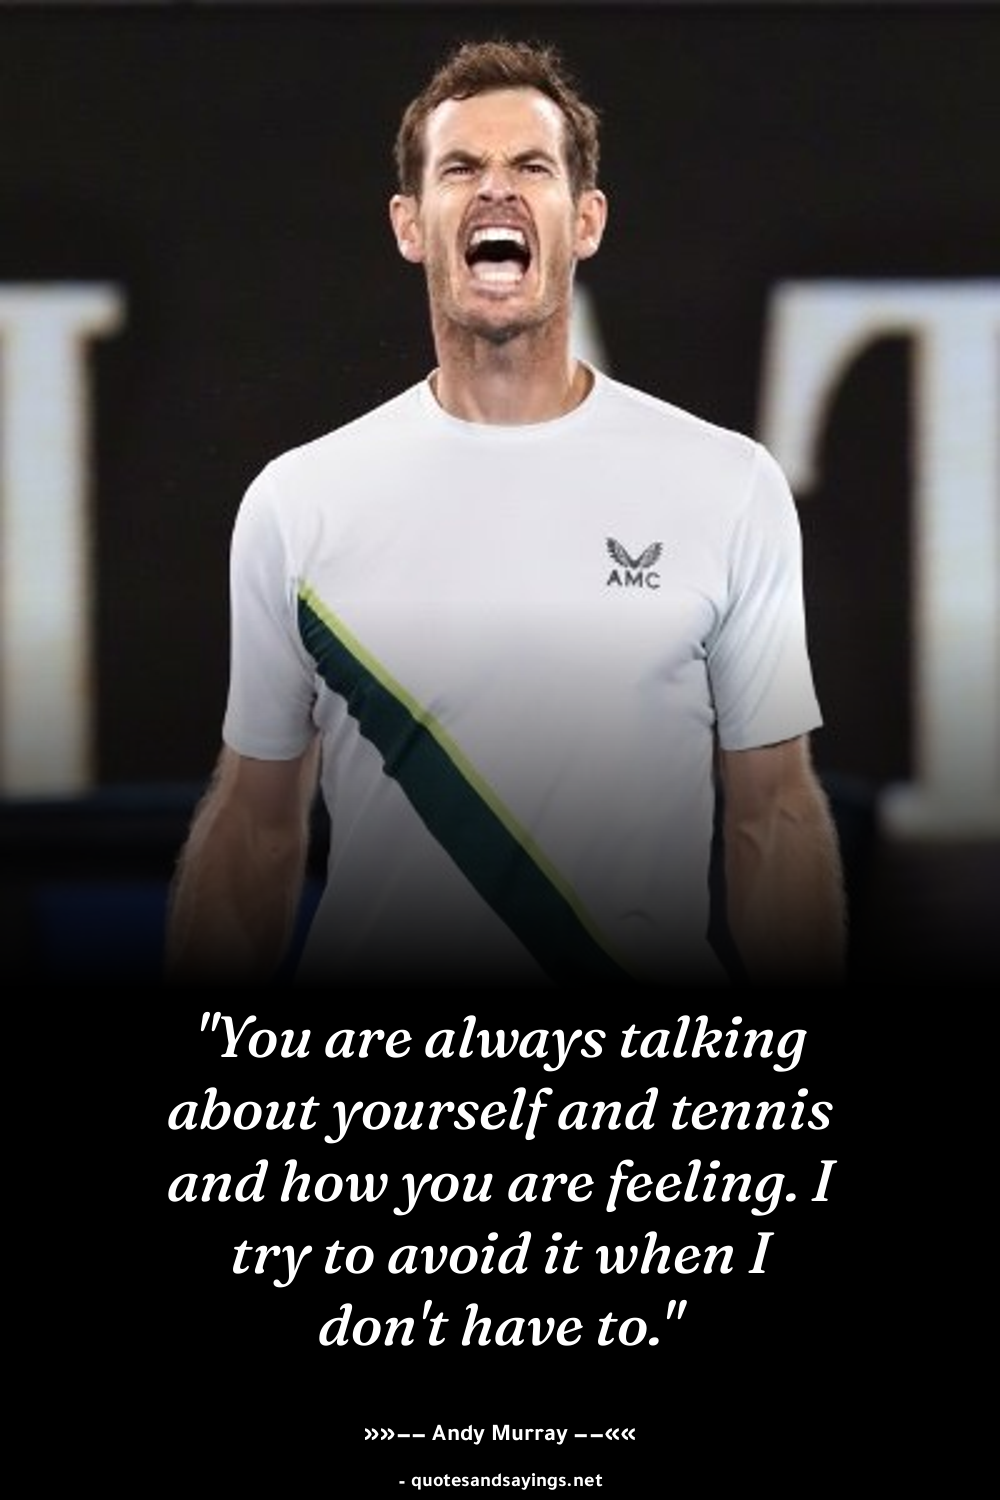 I T
AMC
"You are always talking
about yourself and tennis
and how you are feeling. I
try to avoid it when I
don't have to."
»»−− Andy Murray −−««
- quotesandsayings.net